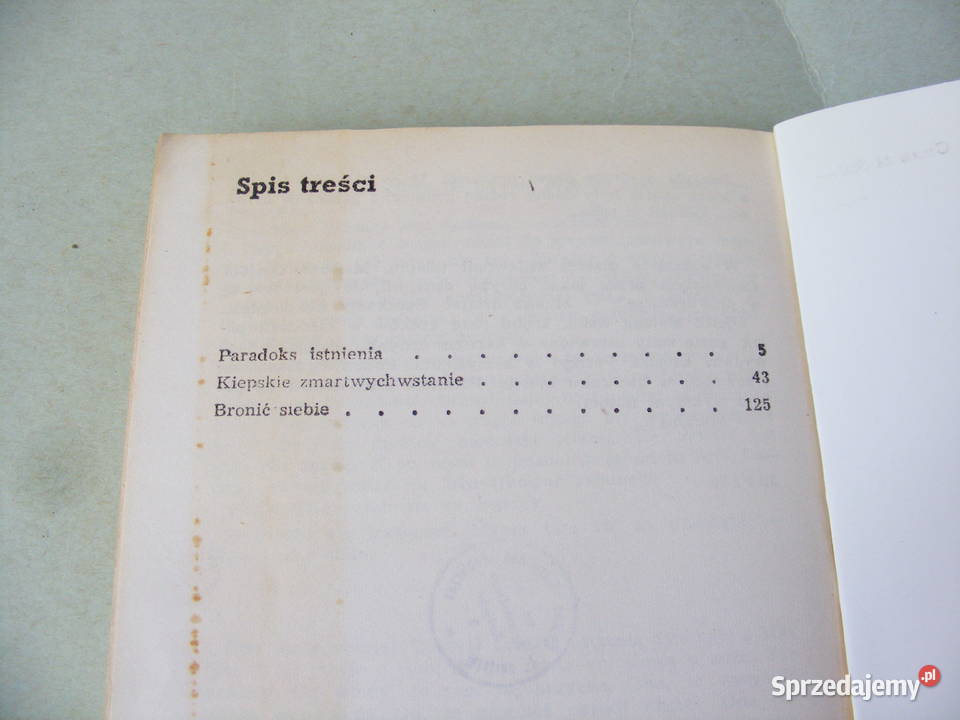 Spis treści
Paradoks istnienia . . . . . . . . . . . 5
Kiepskie zmartwychwstanie . . . . . . . . . 43
Bronić siebie . . . . . . . . . . . . . 125
Sprzedajemy.pl